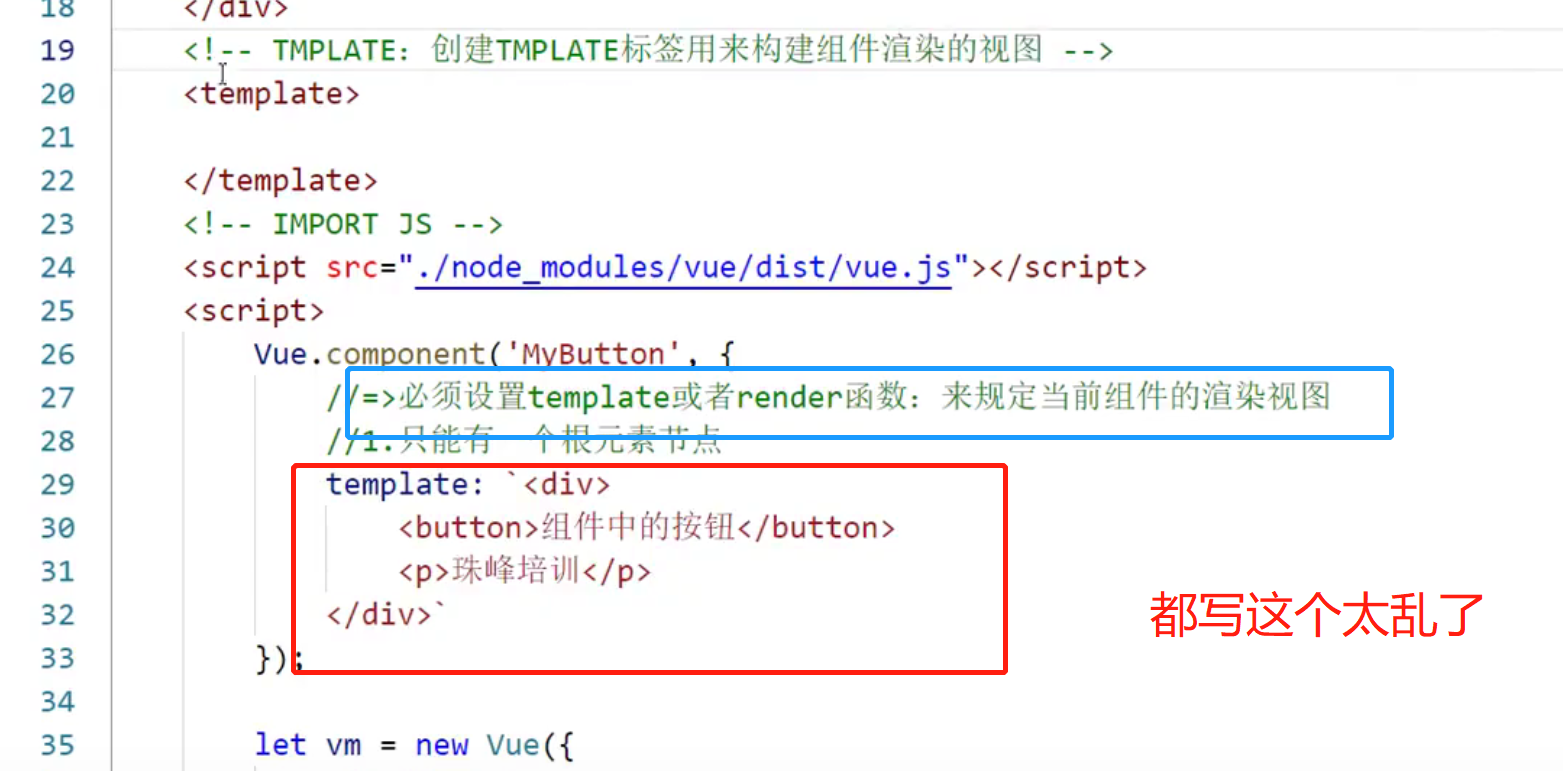 18 </div>
19 <!-- TMPLATE: 创建TMPLATE标签用来构建组件渲染的视图 -->
20 <template>
21
22 </template>
23 <!-- IMPORT JS -->
24 <script src="./node_modules/vue/dist/vue.js"></script>
25 <script>
26 Vue.component('MyButton', {
27 //=>必须设置template或者render函数：来规定当前组件的渲染视图
28 //1.只能有一个根元素节点
29 template: `<div>
30 <button>组件中的按钮</button>
31 <p>珠峰培训</p>
都写这个太乱了
32 </div>`
33 });
34
35 let vm = new Vue({